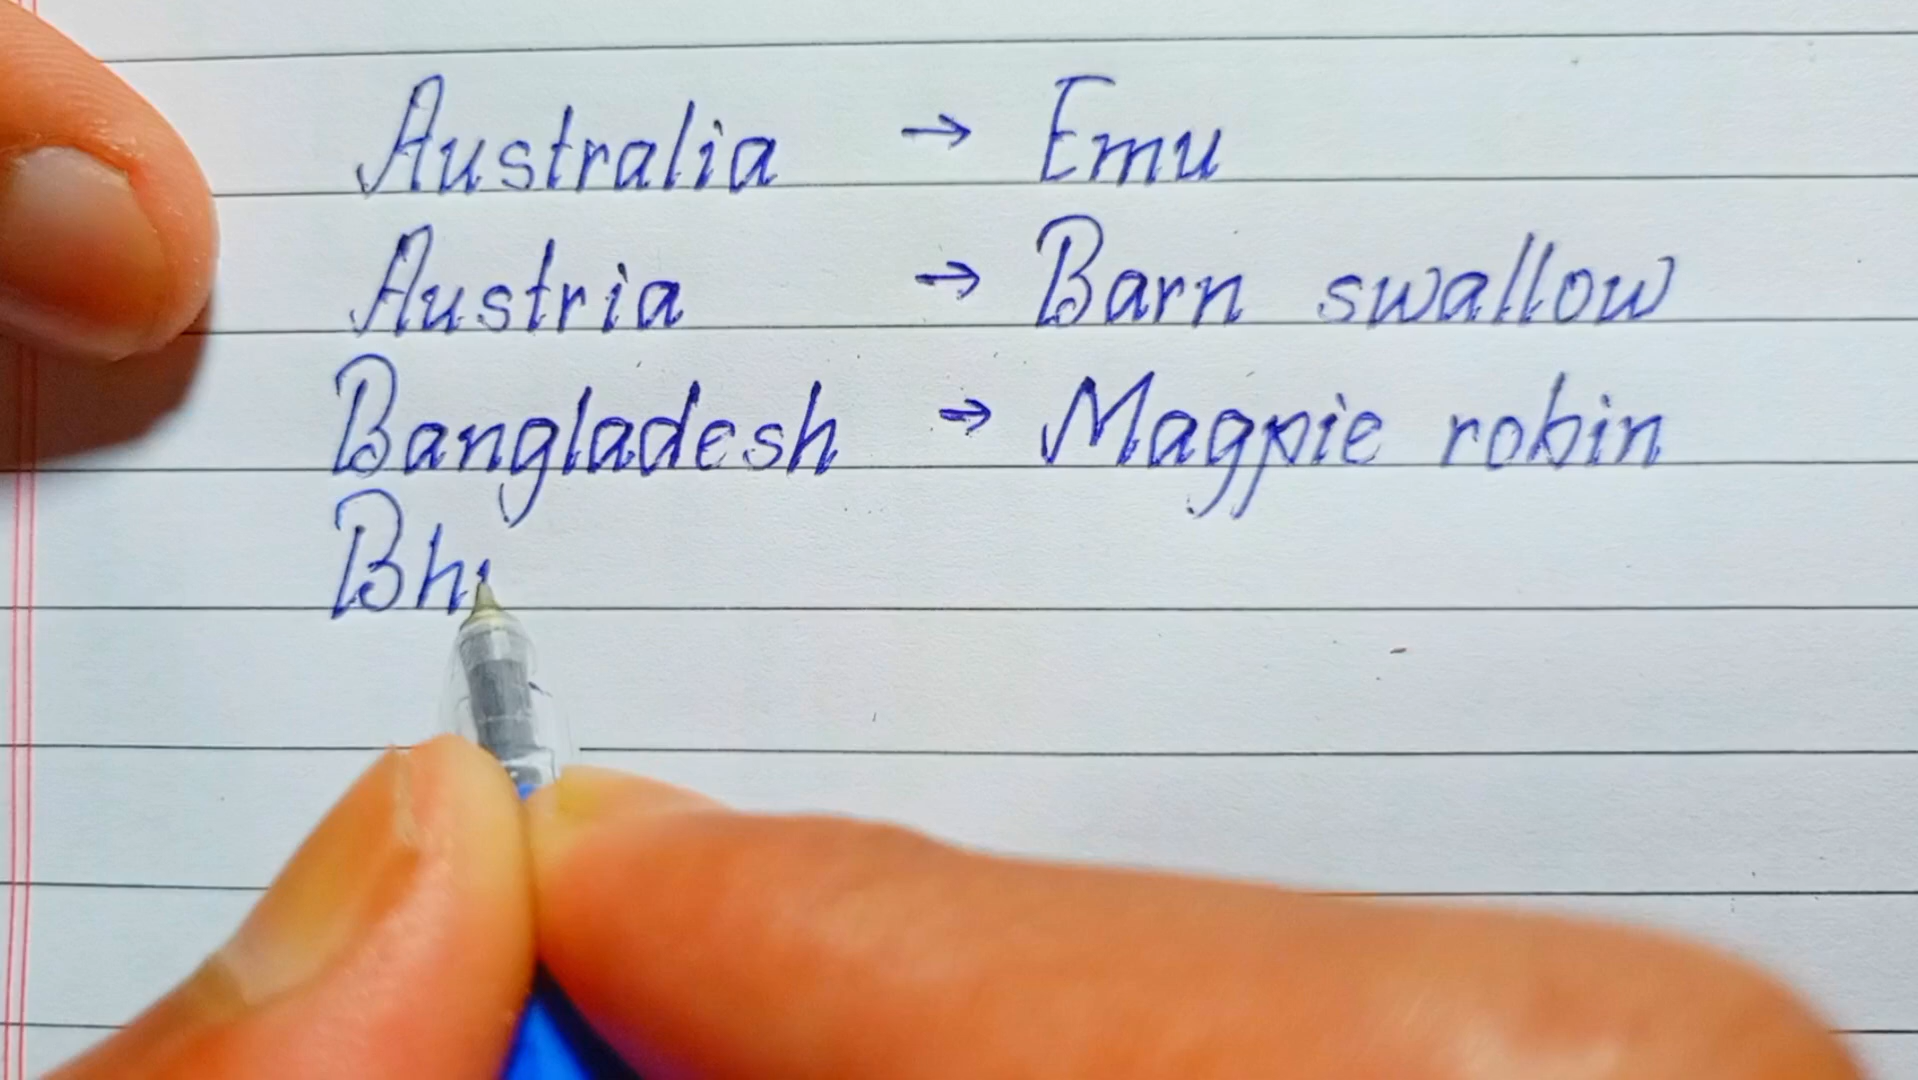 Australia → Emu
Austria → Barn swallow
Bangladesh → Magpie robin
Bh